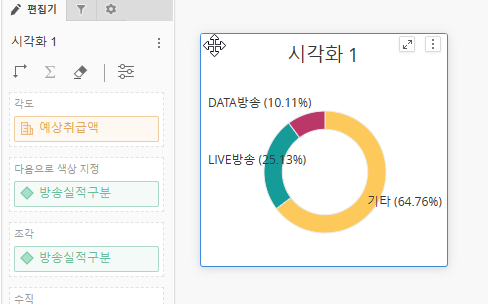 편집기
시각화 1
각도
예상취급액
다음으로 색상 지정
방송실적구분
조각
방송실적구분
수직
시각화 1
DATA방송 (10.11%)
LIVE방송 (25.13%)
기타 (64.76%)